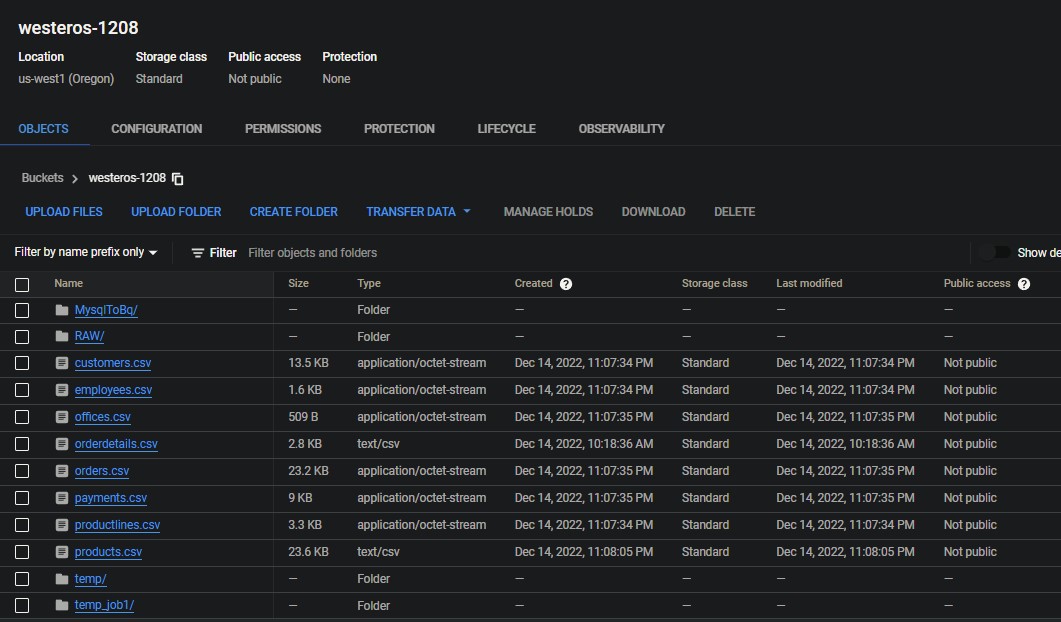 westeros-1208
Location Storage class Public access Protection
us-west1 (Oregon) Standard Not public None
OBJECTS CONFIGURATION PERMISSIONS PROTECTION LIFECYCLE OBSERVABILITY
Buckets > westeros-1208
UPLOAD FILES UPLOAD FOLDER CREATE FOLDER TRANSFER DATA MANAGE HOLDS DOWNLOAD DELETE
Filter by name prefix only Filter Filter objects and folders Show de
Name Size Type Created ? Storage class Last modified Public access ?
MysqlToBq/ — Folder — — — —
RAW/ — Folder — — — —
customers.csv 13.5 KB application/octet-stream Dec 14, 2022, 11:07:34 PM Standard Dec 14, 2022, 11:07:34 PM Not public
employees.csv 1.6 KB application/octet-stream Dec 14, 2022, 11:07:34 PM Standard Dec 14, 2022, 11:07:34 PM Not public
offices.csv 509 B application/octet-stream Dec 14, 2022, 11:07:35 PM Standard Dec 14, 2022, 11:07:35 PM Not public
orderdetails.csv 2.8 KB text/csv Dec 14, 2022, 10:18:36 AM Standard Dec 14, 2022, 10:18:36 AM Not public
orders.csv 23.2 KB application/octet-stream Dec 14, 2022, 11:07:35 PM Standard Dec 14, 2022, 11:07:35 PM Not public
payments.csv 9 KB application/octet-stream Dec 14, 2022, 11:07:35 PM Standard Dec 14, 2022, 11:07:35 PM Not public
productlines.csv 3.3 KB application/octet-stream Dec 14, 2022, 11:07:34 PM Standard Dec 14, 2022, 11:07:34 PM Not public
products.csv 23.6 KB text/csv Dec 14, 2022, 11:08:05 PM Standard Dec 14, 2022, 11:08:05 PM Not public
temp/ — Folder — — — —
temp_job1/ — Folder — — — —